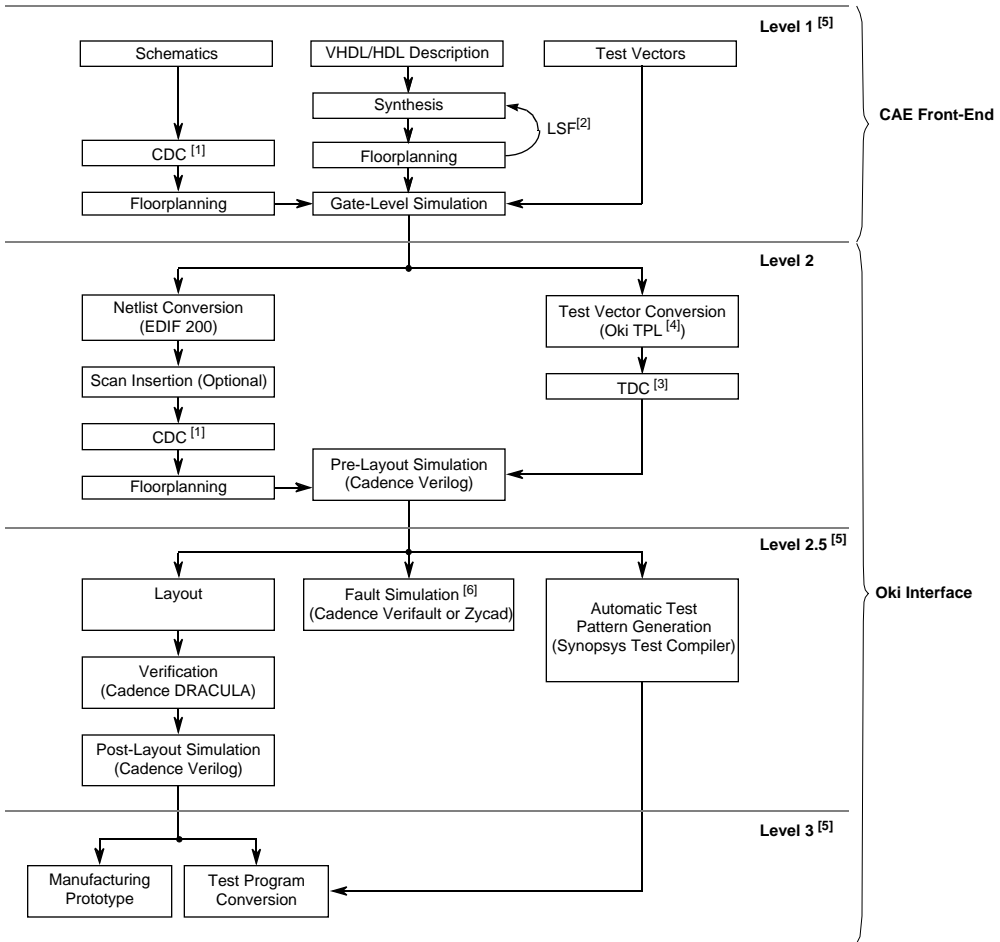 Level 1 [5]
Schematics
VHDL/HDL Description
Test Vectors
Synthesis
LSF[2]
CAE Front-End
CDC [1]
Floorplanning
Floorplanning
Gate-Level Simulation
Level 2
Netlist Conversion
(EDIF 200)
Test Vector Conversion
(Oki TPL [4])
Scan Insertion (Optional)
TDC [3]
CDC [1]
Floorplanning
Pre-Layout Simulation
(Cadence Verilog)
Level 2.5 [5]
Layout
Fault Simulation [6]
(Cadence Verifault or Zycad)
Automatic Test
Pattern Generation
(Synopsys Test Compiler)
Oki Interface
Verification
(Cadence DRACULA)
Post-Layout Simulation
(Cadence Verilog)
Level 3 [5]
Manufacturing
Prototype
Test Program
Conversion